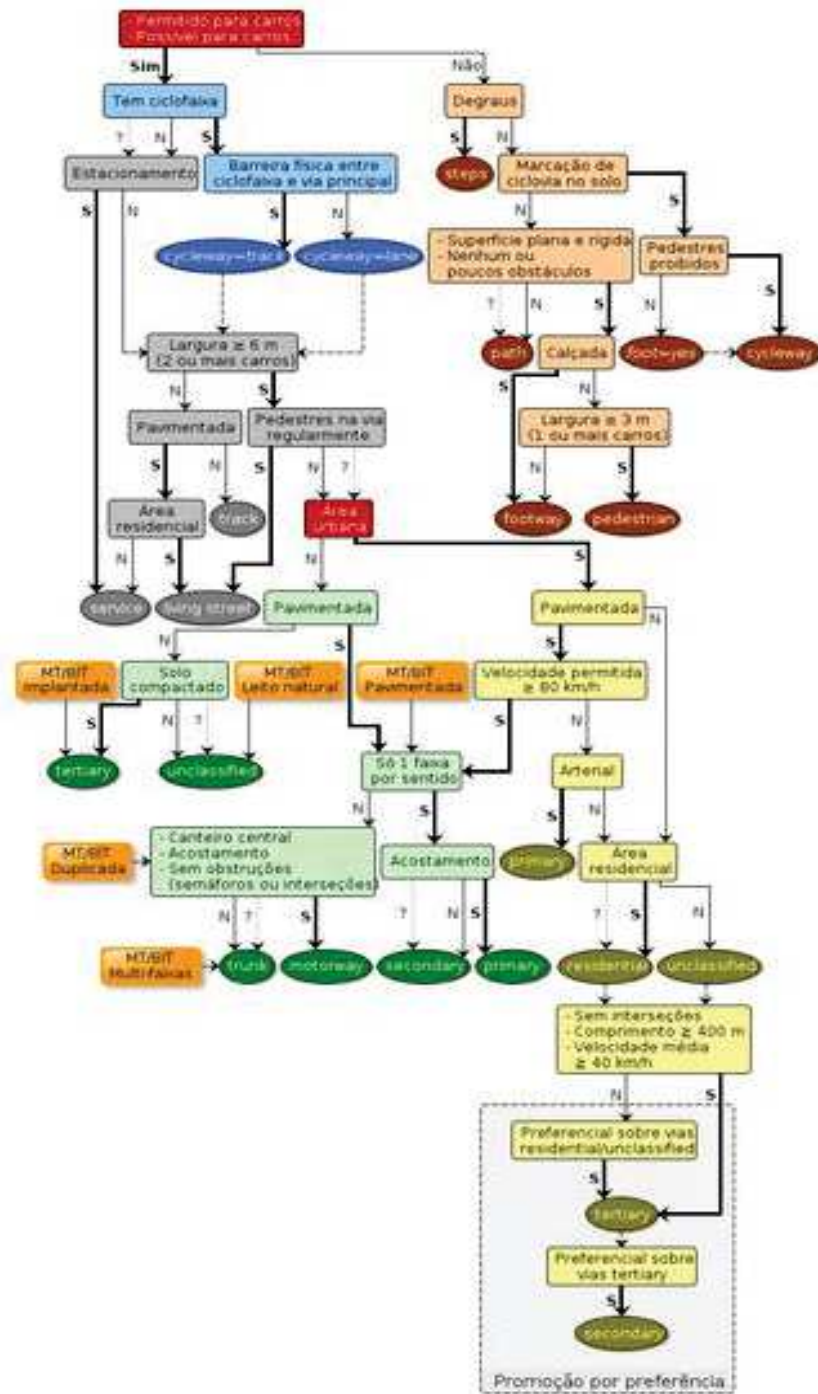 - Permitido para carros
- Possível para carros
Sim
Não
Tem ciclofaixa
Degraus
?
N
S
S
N
Estacionamento
Barreira física entre
ciclofaixa e via principal
steps
Marcação de
ciclovia no solo
S
N
S
N
N
S
cycleway=track
cycleway=lane
- Superfície plana e rígida
- Nenhum ou
poucos obstáculos
Pedestres
proibidos
?
N
S
N
S
Largura ≥ 6 m
(2 ou mais carros)
path
Calçada
foot=yes
cycleway
N
S
S
N
Pavimentada
Pedestres na via
regularmente
Largura ≥ 3 m
(1 ou mais carros)
S
N
S
N
?
N
S
Área
residencial
track
Área
urbana
footway
pedestrian
N
S
N
S
service
living street
Pavimentada
Pavimentada
N
S
S
N
MT/BIT
Implantada
Solo
compactado
MT/BIT
Leito natural
MT/BIT
Pavimentada
Velocidade permitida
≥ 80 km/h
S
N
?
S
N
tertiary
unclassified
Só 1 faixa
por sentido
Arterial
N
S
S
N
MT/BIT
Duplicada
- Canteiro central
- Acostamento
- Sem obstruções
(semáforos ou interseções)
Acostamento
primary
Área
residencial
N
?
S
?
N
S
?
S
N
MT/BIT
Multi-faixas
trunk
motorway
secondary
primary
residential
unclassified
- Sem interseções
- Comprimento ≥ 400 m
- Velocidade média
≥ 40 km/h
N
S
Preferencial sobre vias
residential/unclassified
S
tertiary
Preferencial sobre
vias tertiary
S
secondary
Promoção por preferência